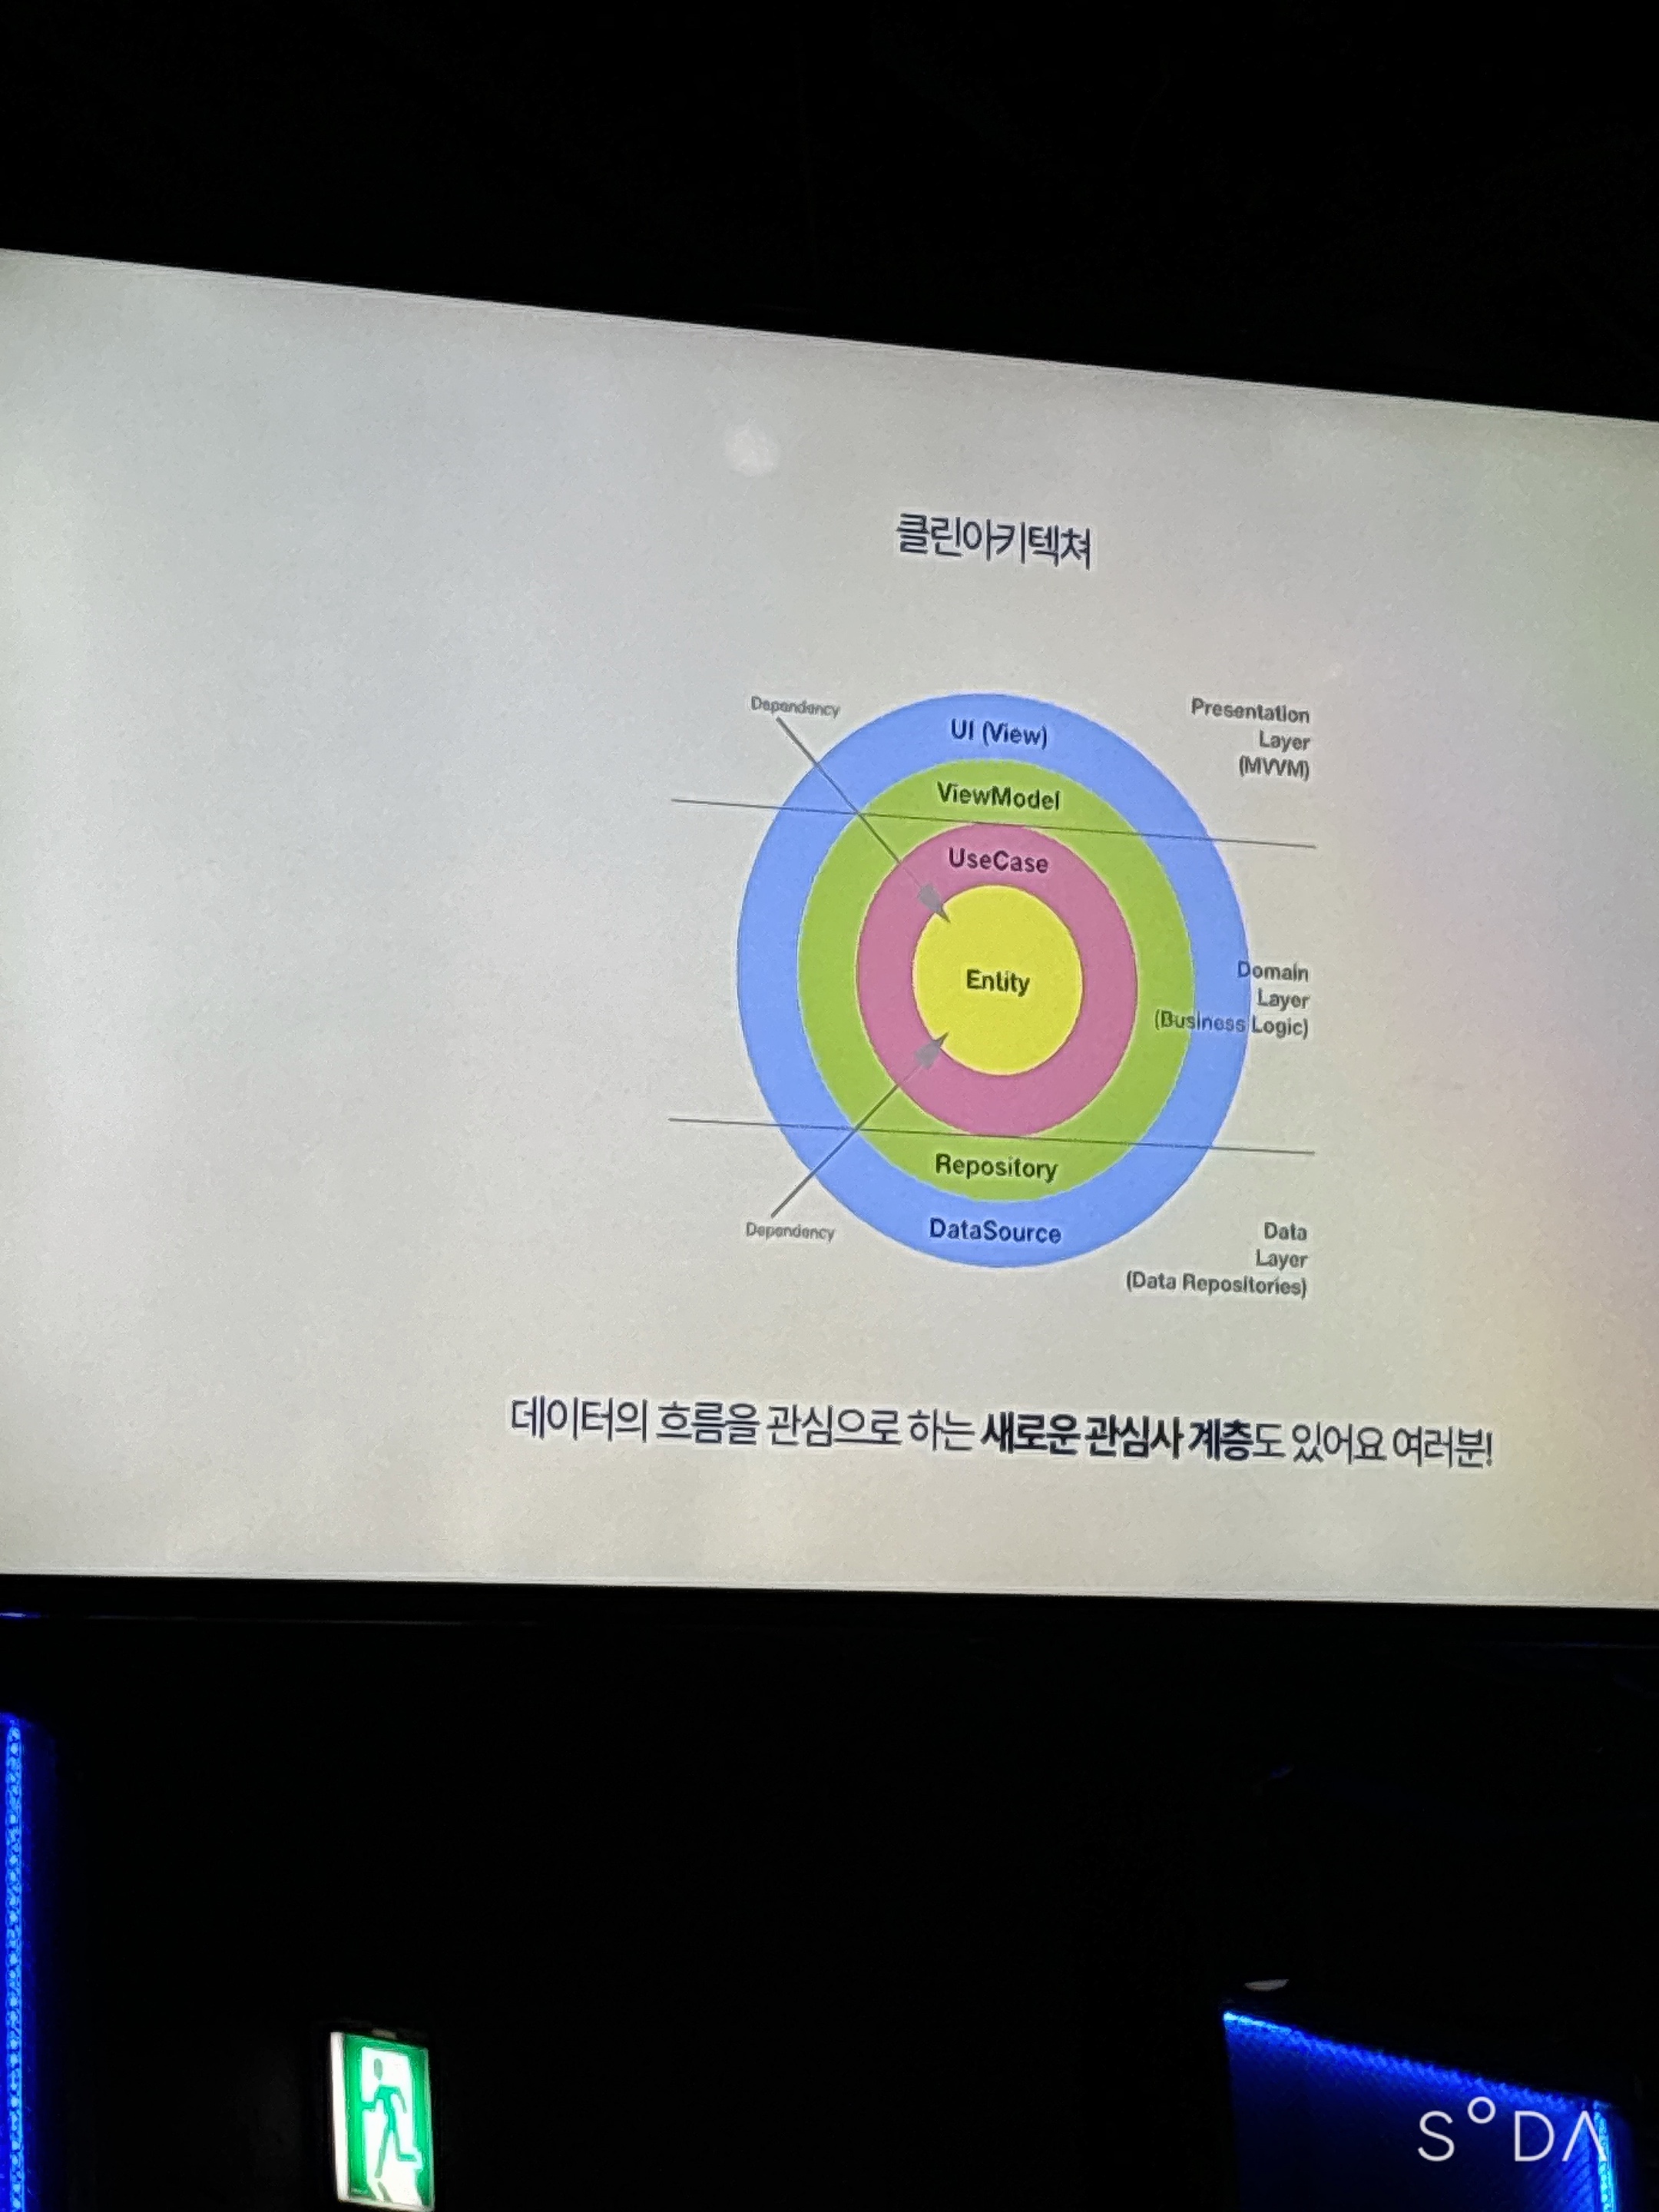 클린아키텍쳐
Dependency
UI (View)
Presentation
Layer
(MVVM)
ViewModel
UseCase
Entity
Domain
Layer
(Business Logic)
Repository
Dependency
DataSource
Data
Layer
(Data Repositories)
데이터의 흐름을 관심으로 하는 새로운 관심사 계층도 있어요 여러분!
SODA